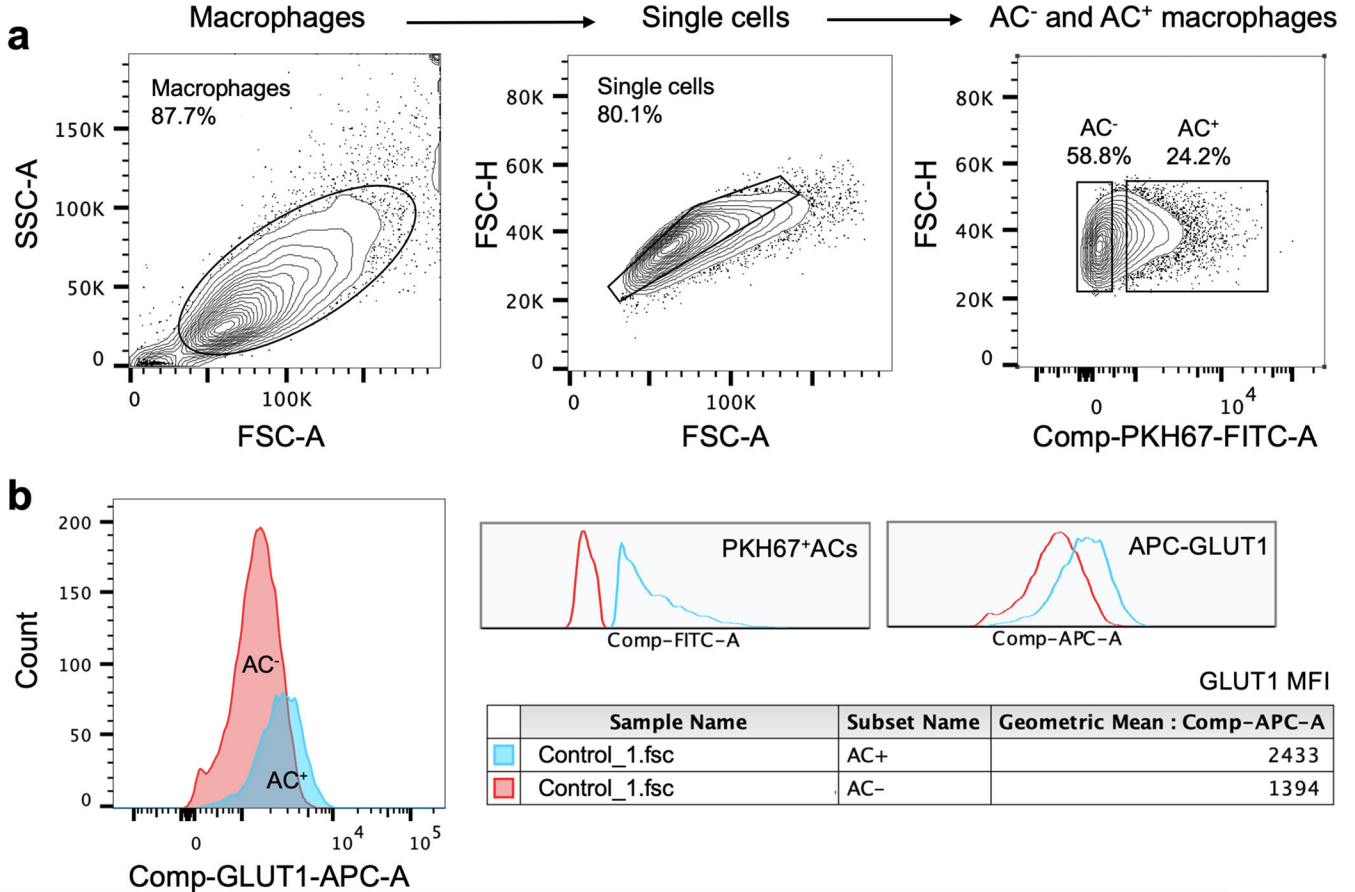 a
Macrophages
Single cells
AC⁻ and AC⁺ macrophages
Macrophages
87.7%
SSC-A
150K
100K
50K
0
0
100K
FSC-A
Single cells
80.1%
FSC-H
80K
60K
40K
20K
0
0
100K
FSC-A
AC⁻
58.8%
AC⁺
24.2%
FSC-H
80K
60K
40K
20K
0
0
10⁴
Comp-PKH67-FITC-A
b
Count
200
150
100
50
0
AC⁻
AC⁺
0
10⁴
10⁵
Comp-GLUT1-APC-A
PKH67⁺ACs
Comp-FITC-A
APC-GLUT1
Comp-APC-A
GLUT1 MFI
Sample Name Subset Name Geometric Mean : Comp-APC-A
Control_1.fsc AC+ 2433
Control_1.fsc AC- 1394